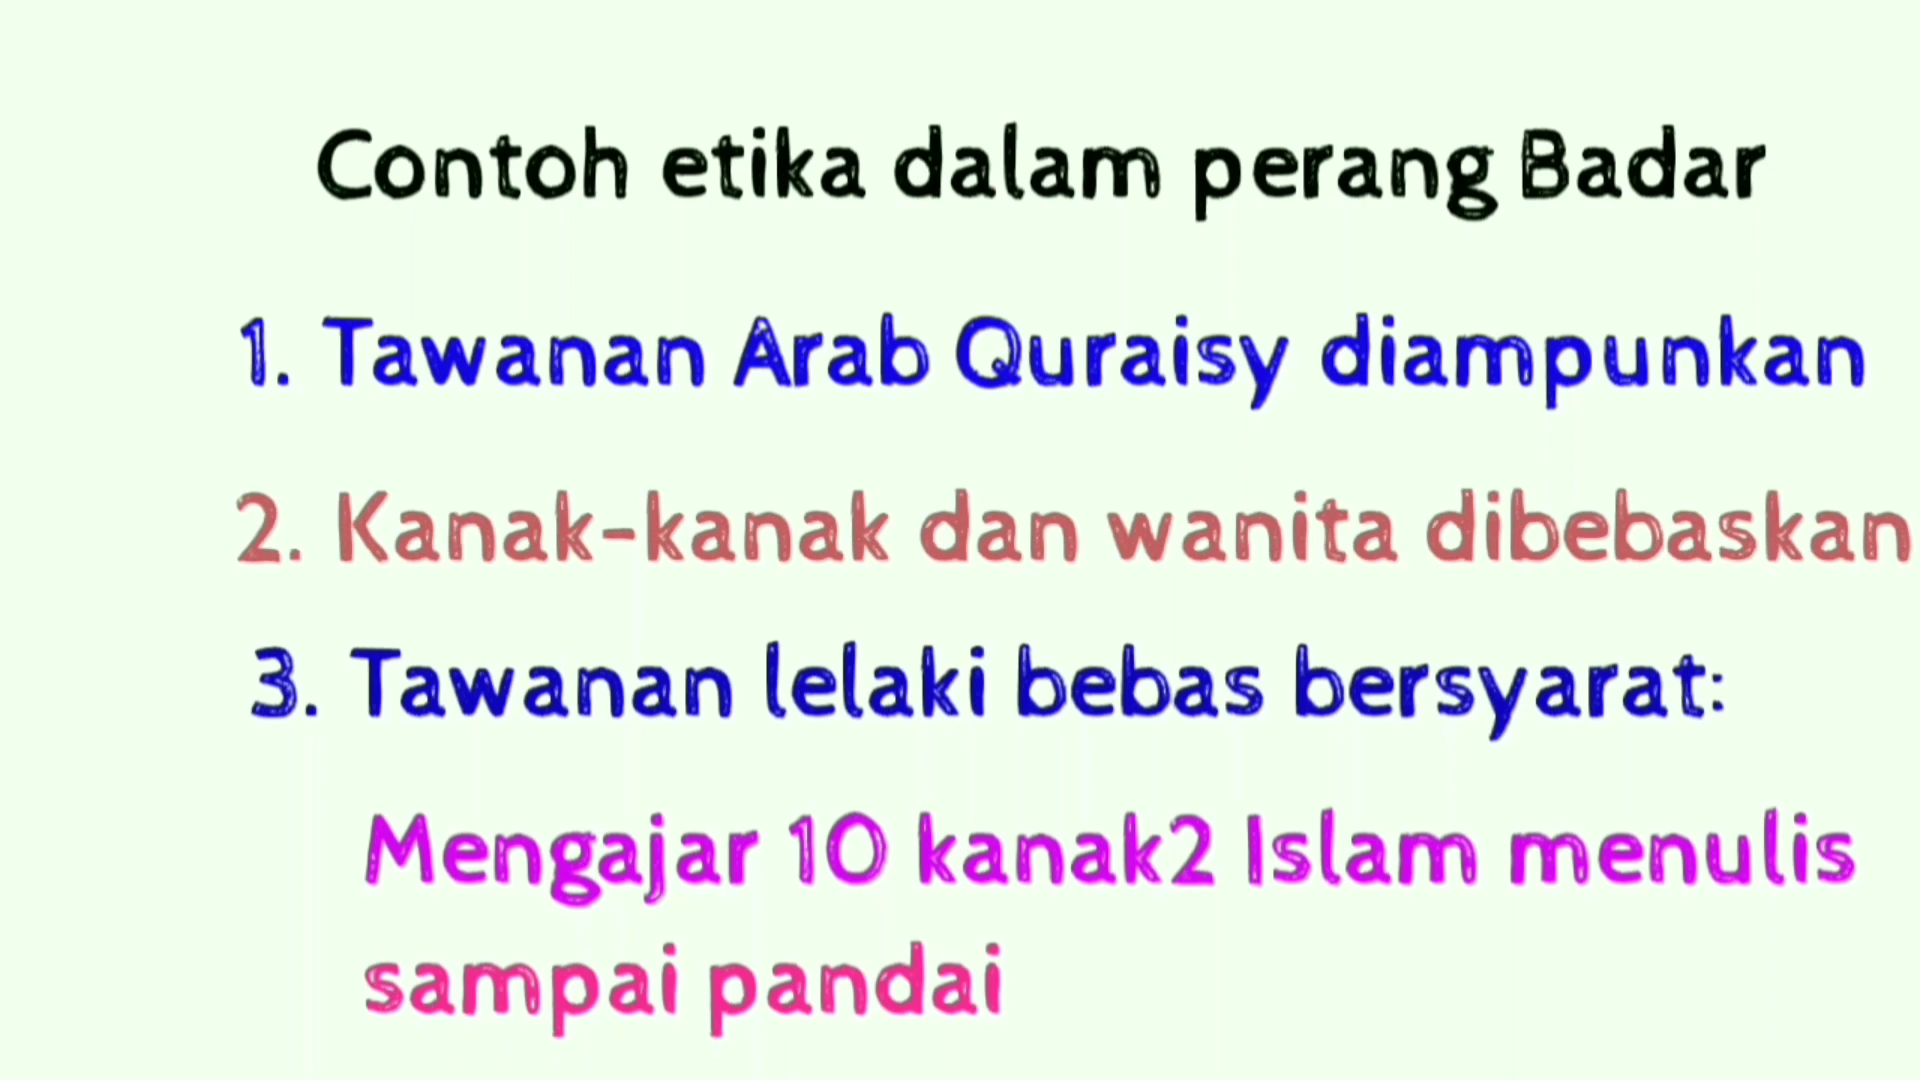 Contoh etika dalam perang Badar
1. Tawanan Arab Quraisy diampunkan
2. Kanak-kanak dan wanita dibebaskan
3. Tawanan lelaki bebas bersyarat:
Mengajar 10 kanak2 Islam menulis
sampai pandai